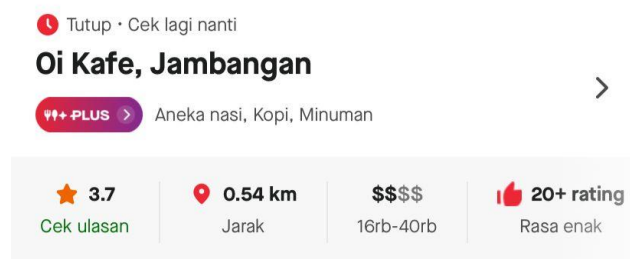 Tutup • Cek lagi nanti
Oi Kafe, Jambangan
PLUS Aneka nasi, Kopi, Minuman
3.7 0.54 km $$$$ 20+ rating
Cek ulasan Jarak 16rb-40rb Rasa enak